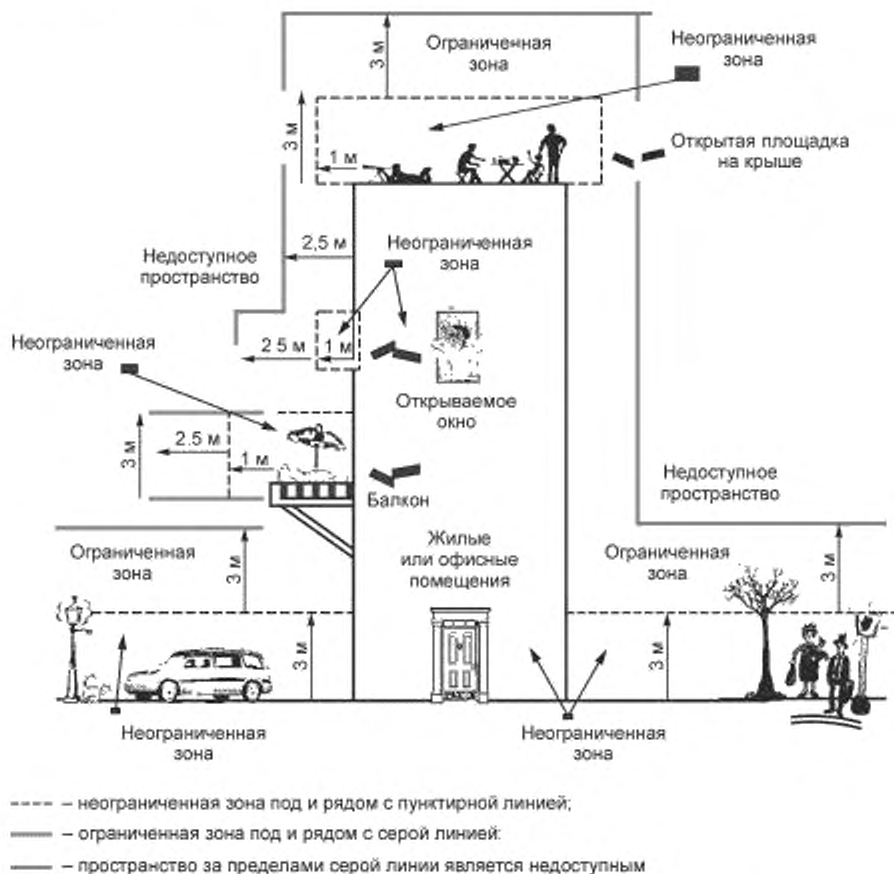 3 м
Ограниченная
зона
Неограниченная
зона
3 м
1 м
Открытая площадка
на крыше
2,5 м
Неограниченная
зона
Недоступное
пространство
Неограниченная
зона
2 5 м
1 м
Открываемое
окно
3 м
2.5 м
1 м
Балкон
Недоступное
пространство
Ограниченная
зона
3 м
Жилые
или офисные
помещения
Ограниченная
зона
3 м
3 м
3 м
Неограниченная
зона
Неограниченная
зона
– неограниченная зона под и рядом с пунктирной линией;
– ограниченная зона под и рядом с серой линией:
– пространство за пределами серой линии является недоступным